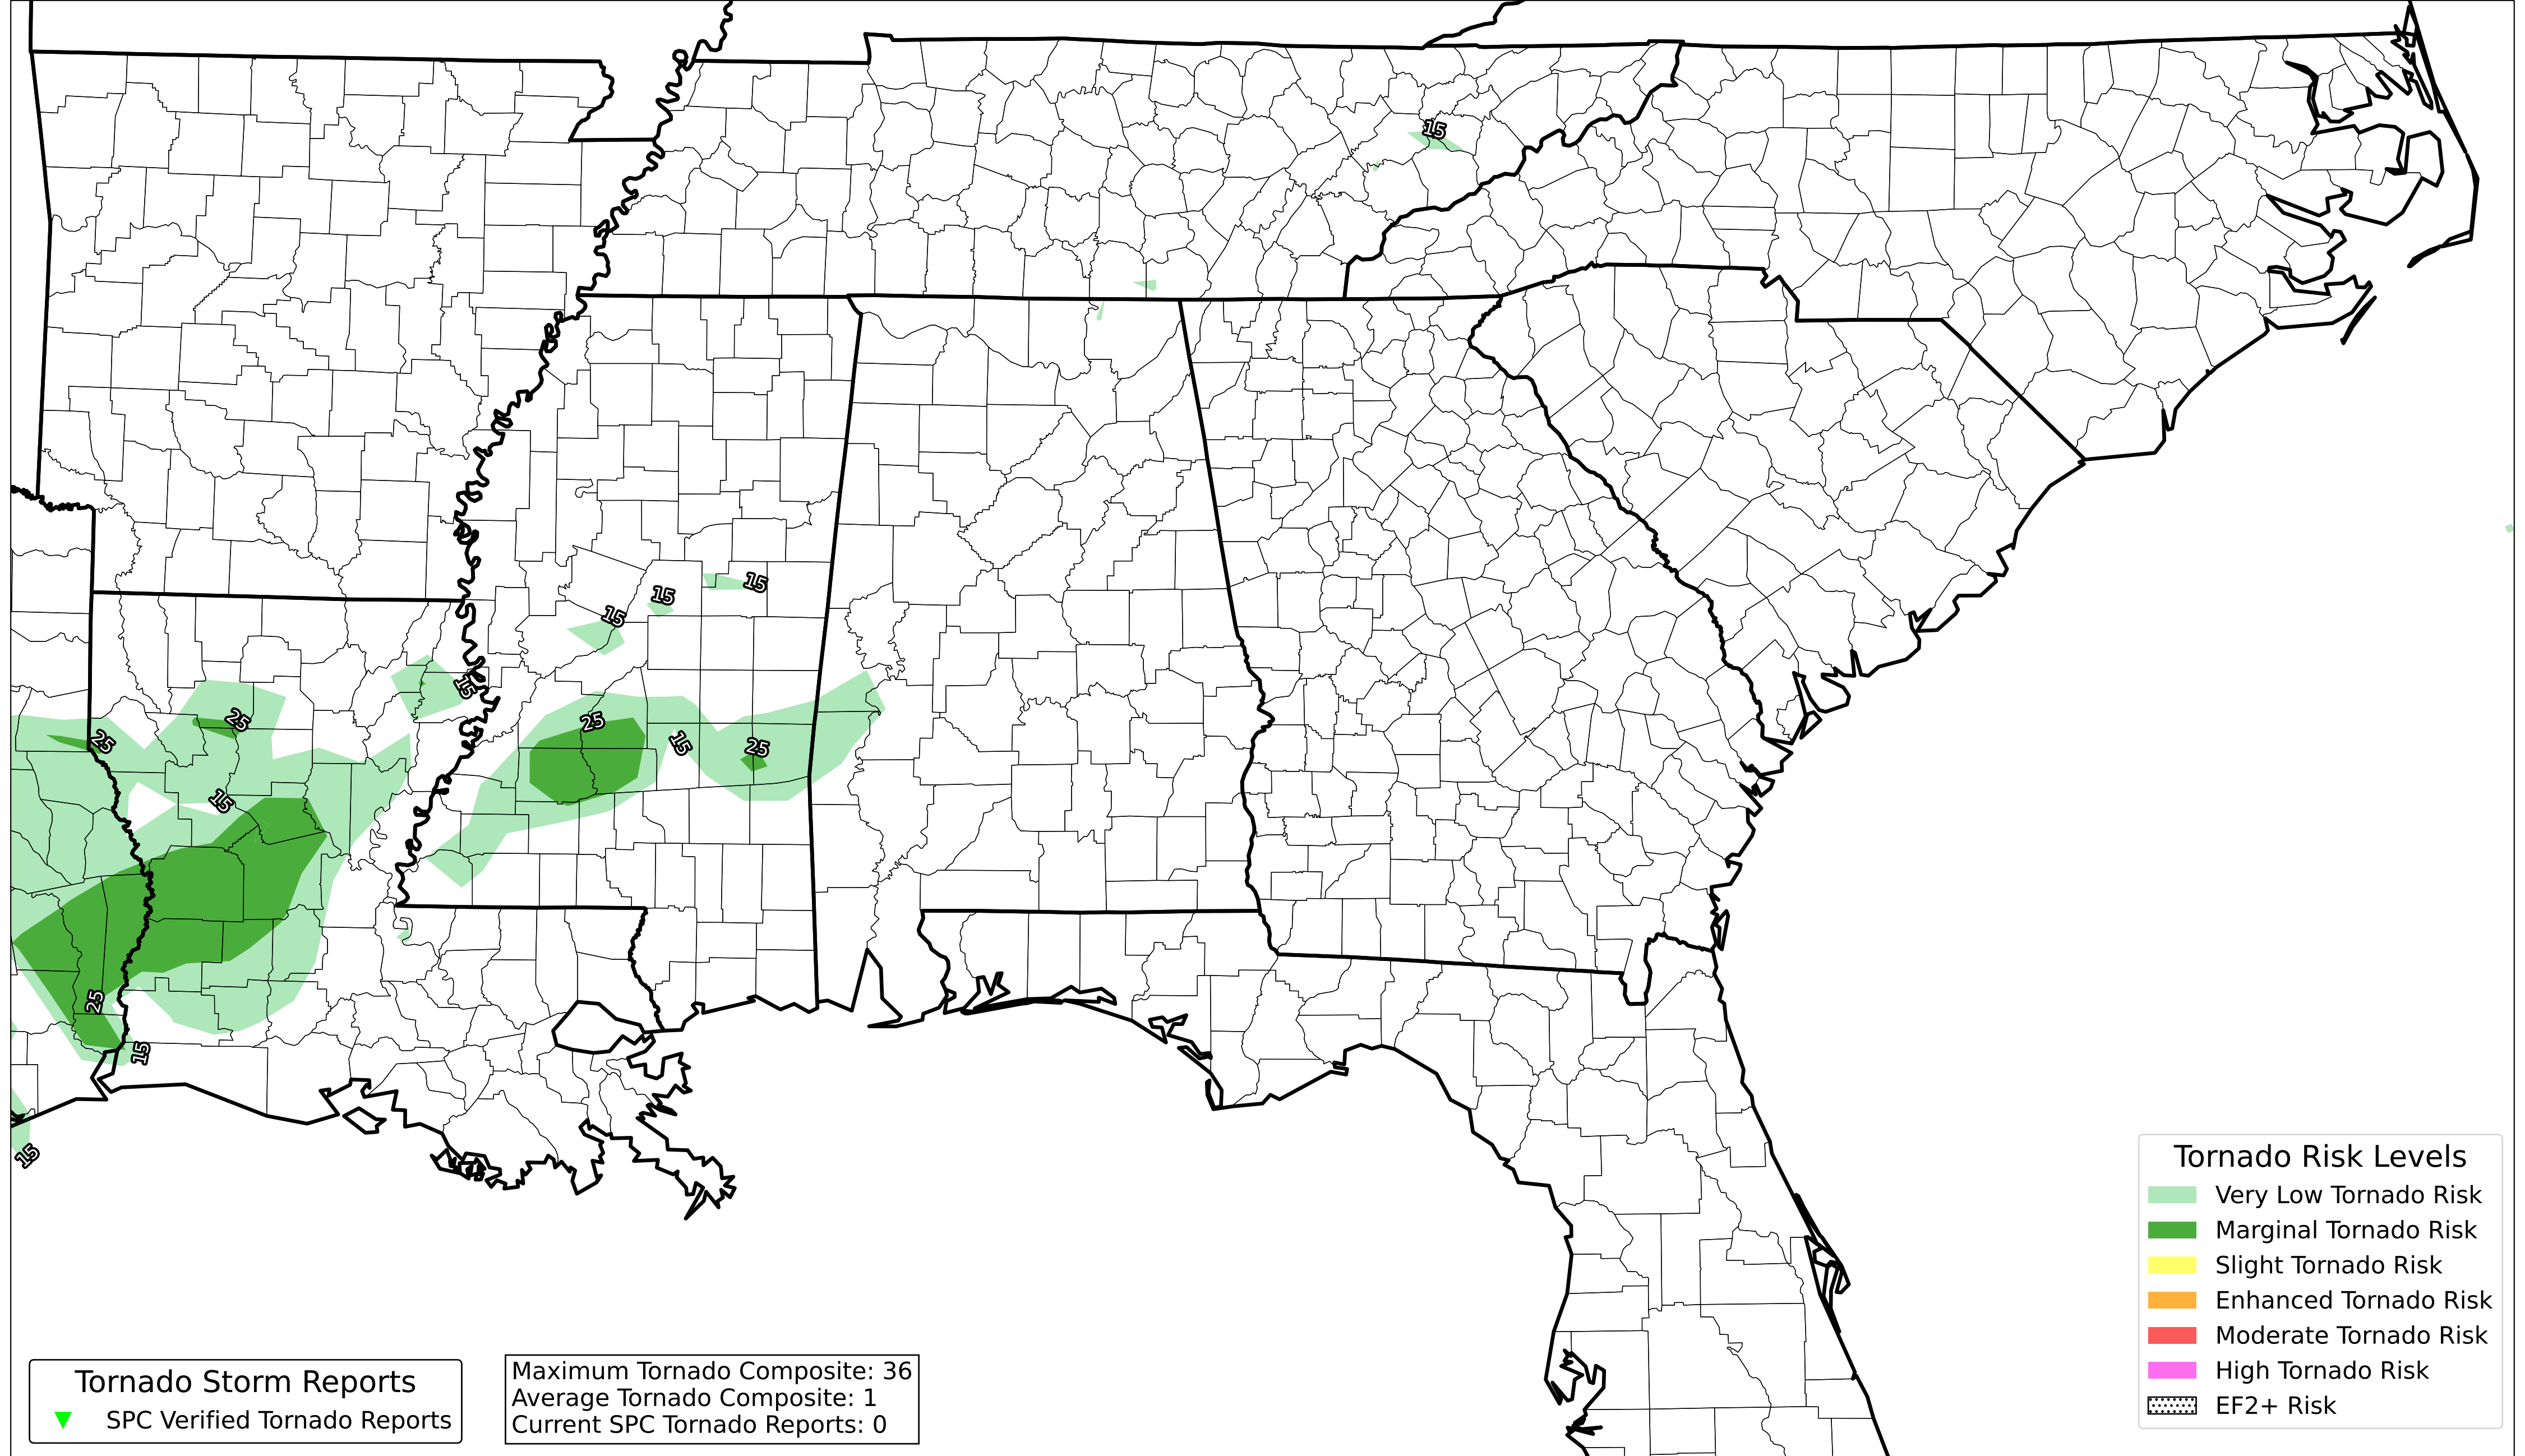 15
15
15
15
15
25
25
15
25
25
15
25
15
15
Tornado Risk Levels
Very Low Tornado Risk
Marginal Tornado Risk
Slight Tornado Risk
Enhanced Tornado Risk
Moderate Tornado Risk
High Tornado Risk
EF2+ Risk
Tornado Storm Reports
SPC Verified Tornado Reports
Maximum Tornado Composite: 36
Average Tornado Composite: 1
Current SPC Tornado Reports: 0